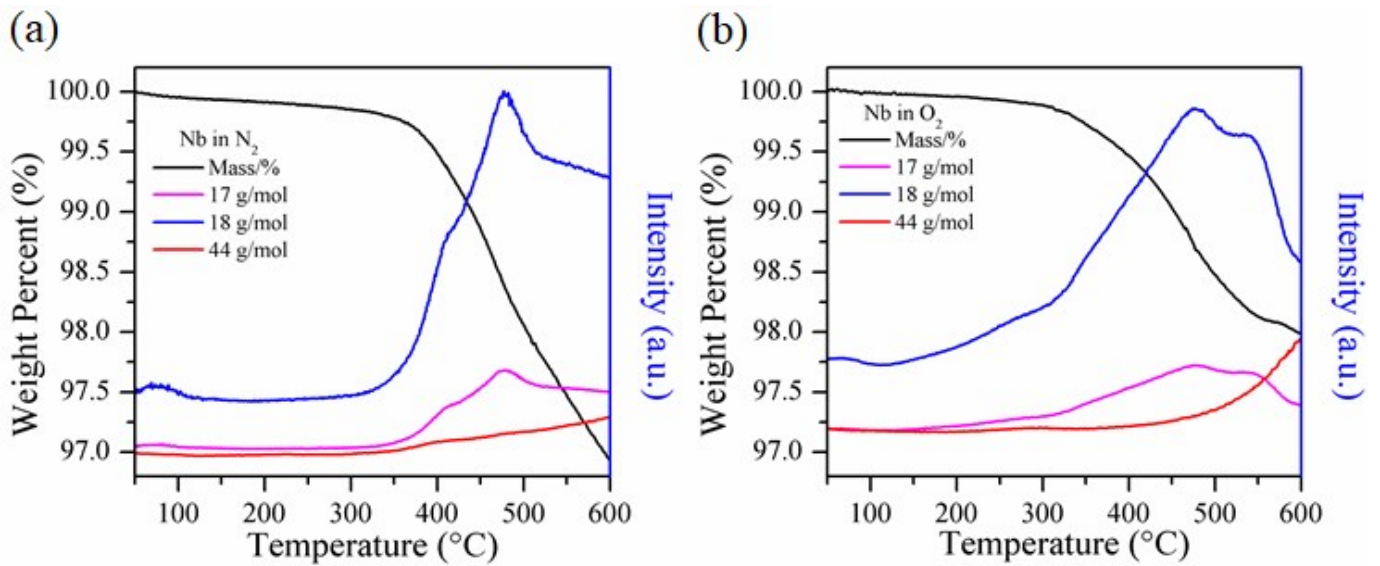 (a)
Weight Percent (%)
100.0
99.5
99.0
98.5
98.0
97.5
97.0
Nb in N₂
Mass/%
17 g/mol
18 g/mol
44 g/mol
100 200 300 400 500 600
Temperature (°C)
Intensity (a.u.)
(b)
Weight Percent (%)
100.0
99.5
99.0
98.5
98.0
97.5
97.0
Nb in O₂
Mass/%
17 g/mol
18 g/mol
44 g/mol
100 200 300 400 500 600
Temperature (°C)
Intensity (a.u.)